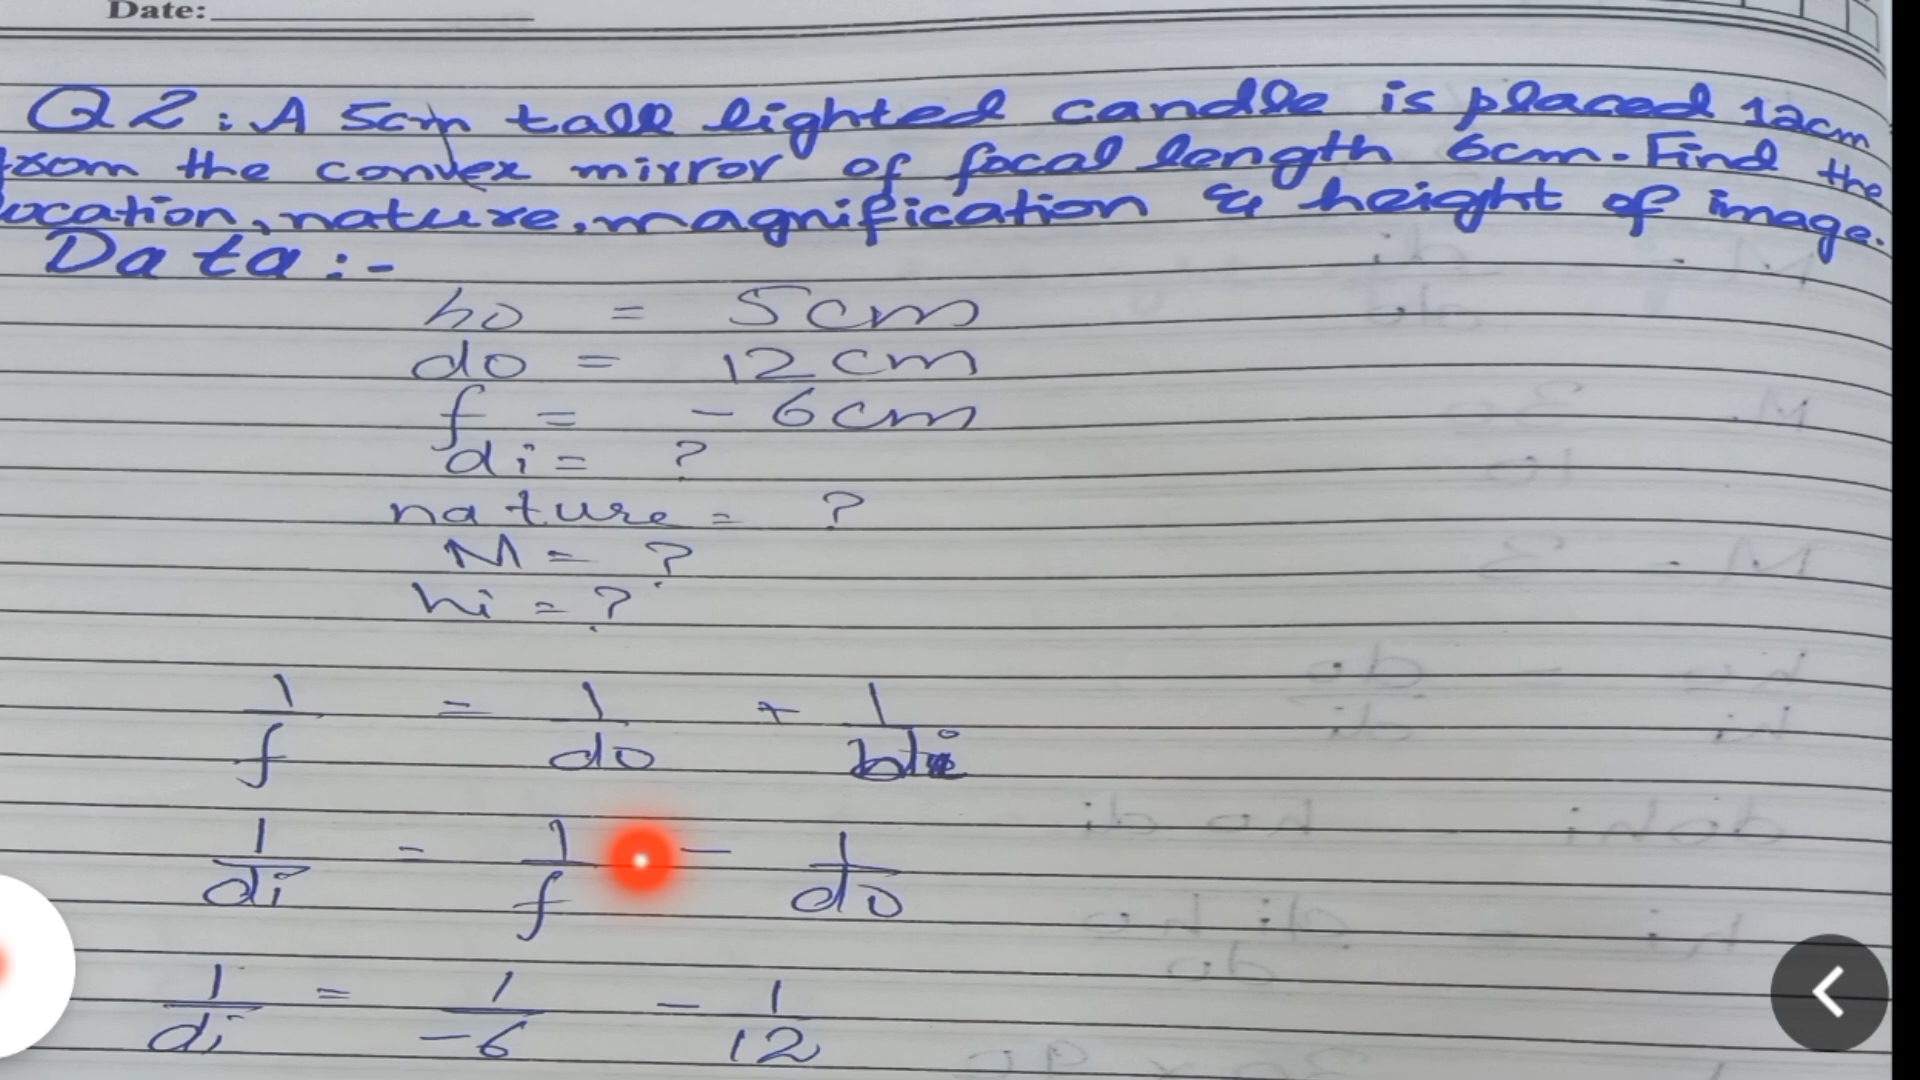 Date:
Q2: A 5cm tall lighted candle is placed 12cm
from the convex mirror of focal length 6cm. Find the
location, nature, magnification & height of image.
Data:-
ho = 5cm
do = 12cm
f = -6cm
di = ?
nature = ?
M = ?
hi = ?
1/f = 1/do + 1/di
1/di = 1/f - 1/do
1/di = 1/-6 - 1/12